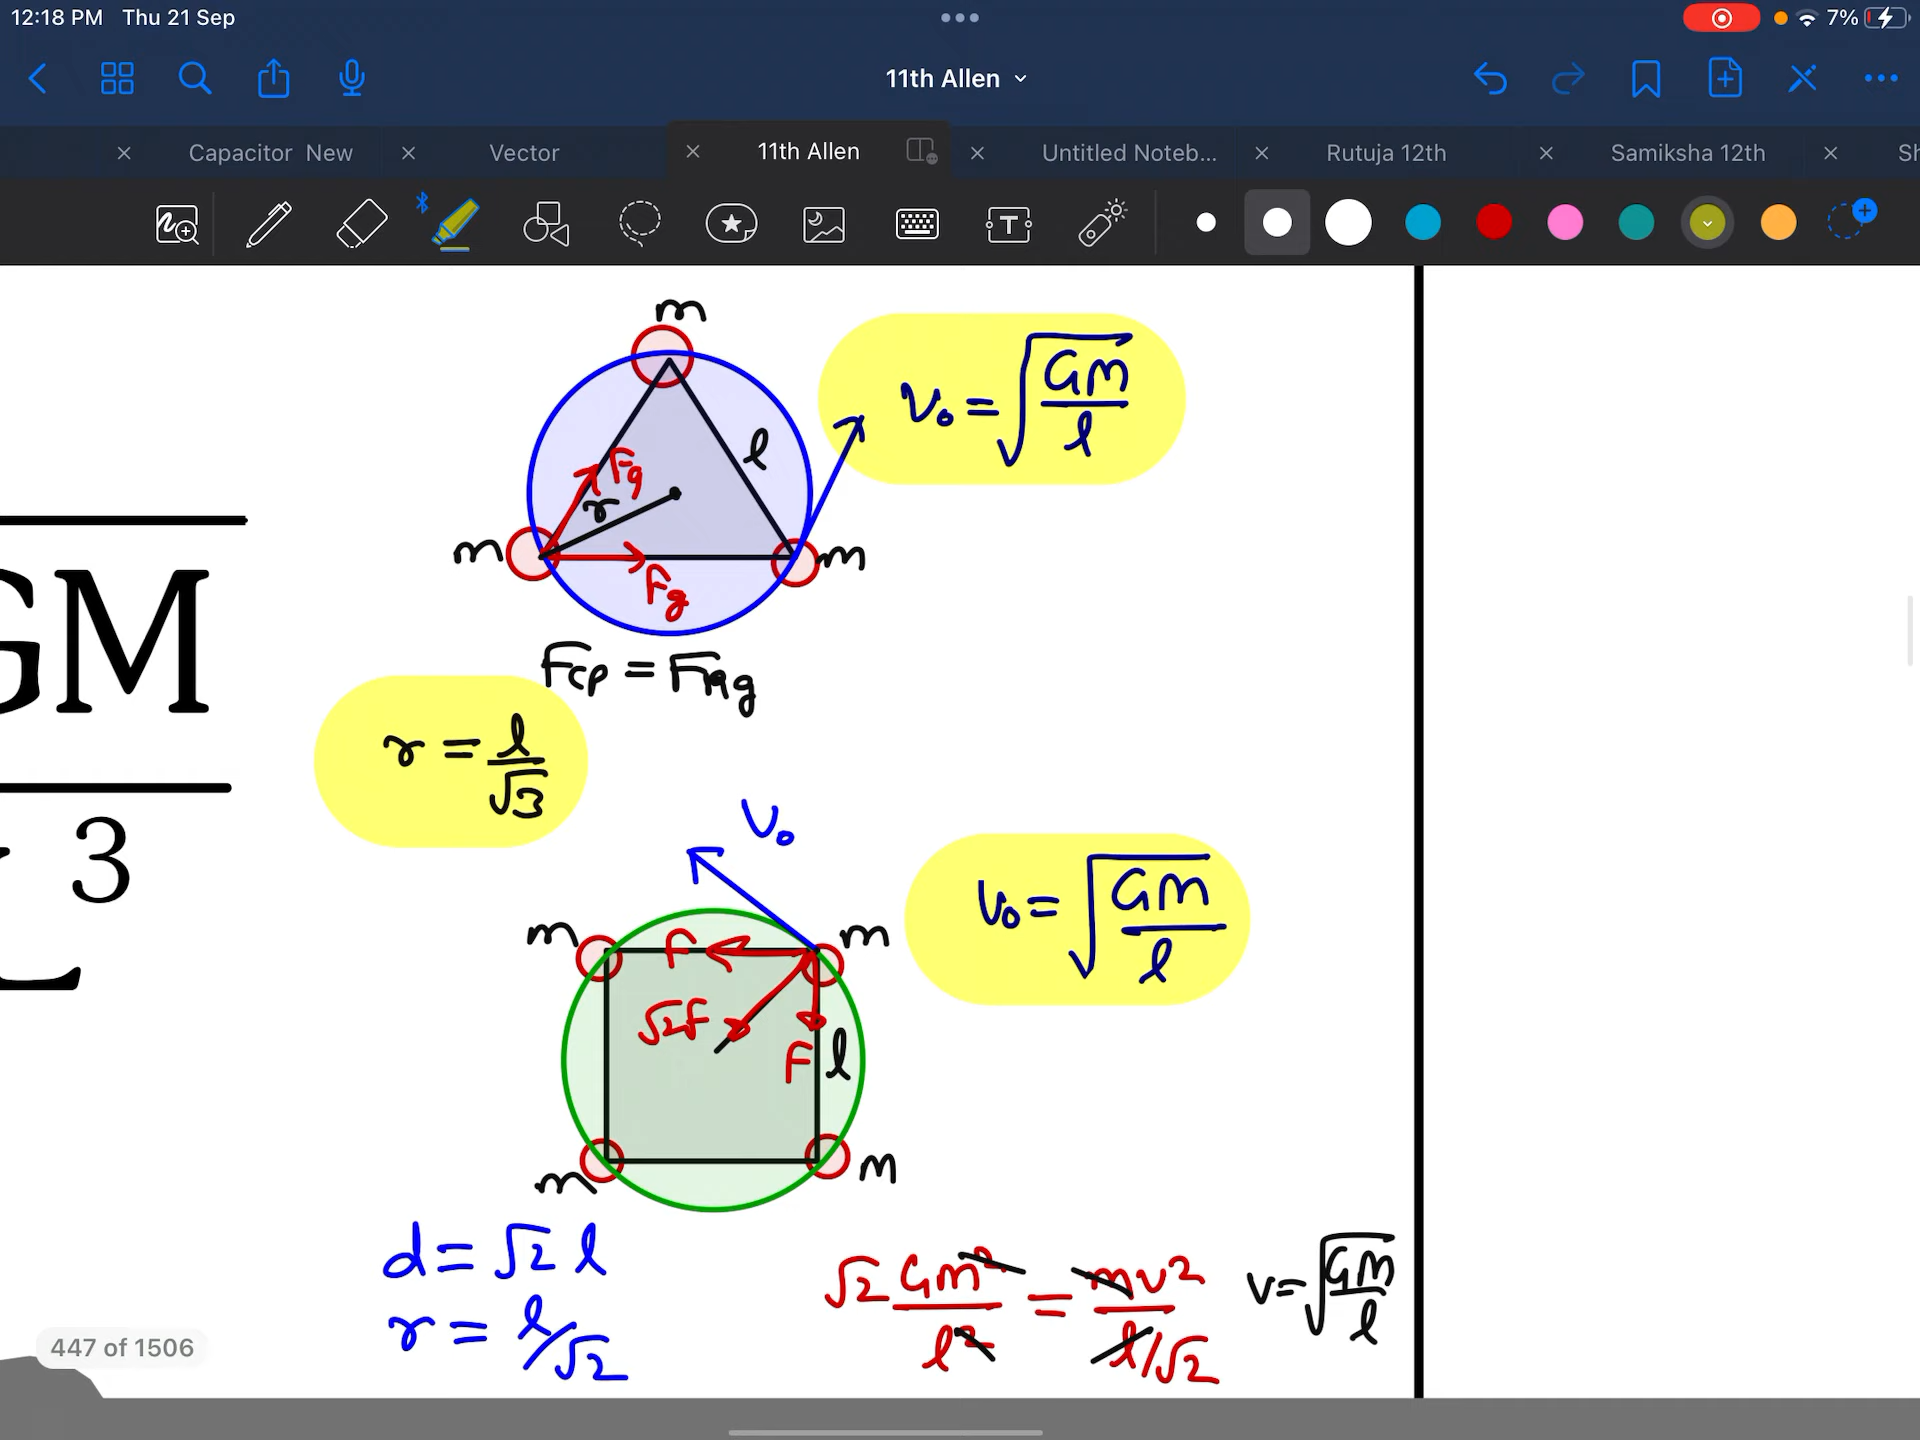 12:18 PM Thu 21 Sep
7%
11th Allen
Capacitor New
Vector
11th Allen
Untitled Noteb...
Rutuja 12th
Samiksha 12th
Sh
T
m
v₀ = √(Gm/l)
l
Fg
r
m
m
Fg
GM
Fcp = FRg
r = l/√3
3
L
V₀
v₀ = √(Gm/l)
m
m
F
√2F
F
l
m
m
d = √2 l
√2 Gm²/l² = mv²/(l/√2)
v = √(Gm/l)
r = l/√2
447 of 1506